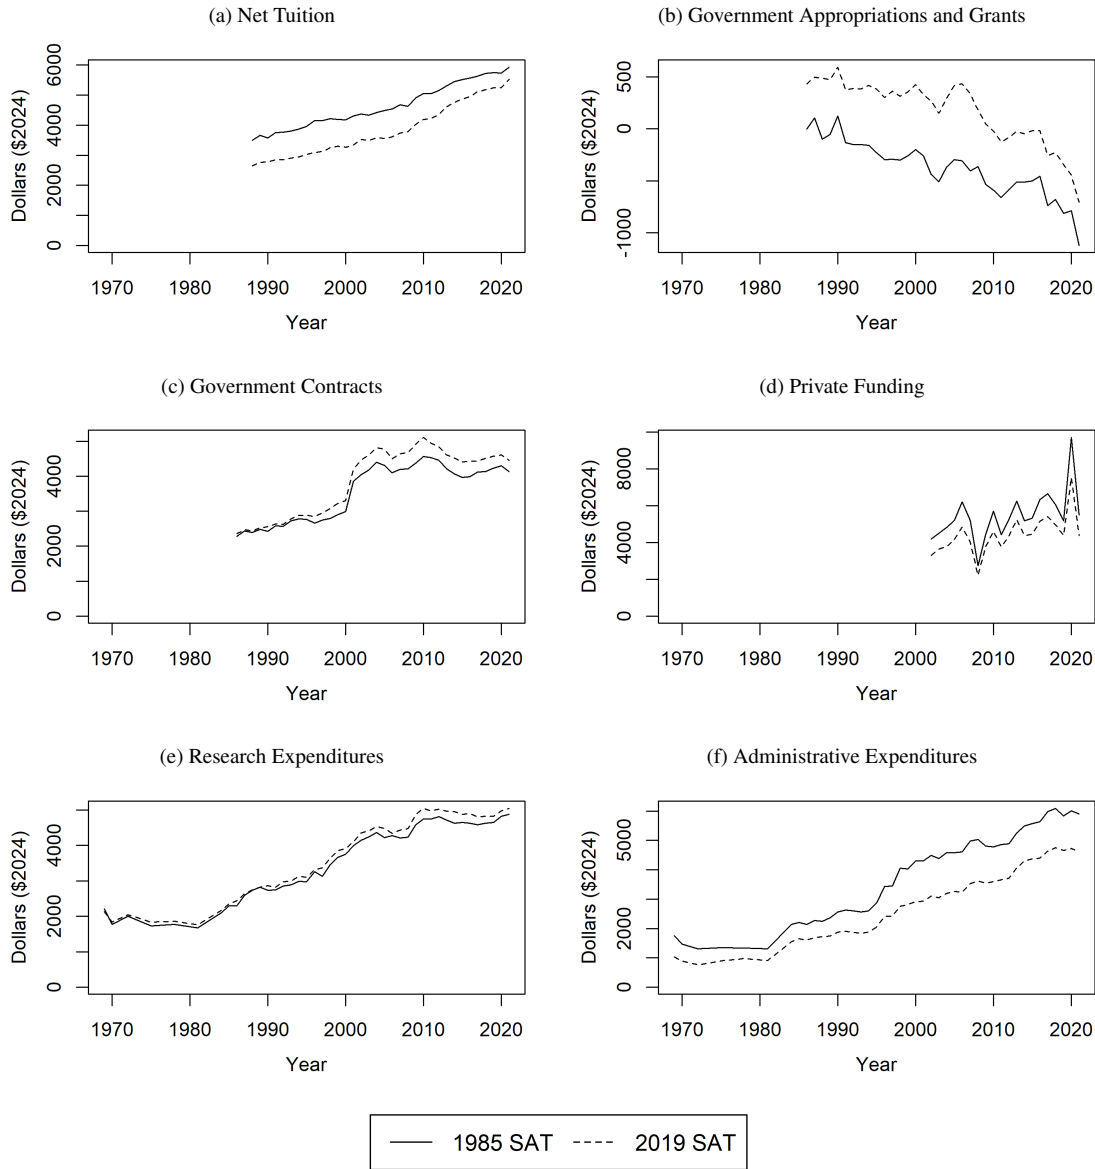 (a) Net Tuition
Dollars ($2024)
0
2000
4000
6000
1970 1980 1990 2000 2010 2020
Year
(b) Government Appropriations and Grants
Dollars ($2024)
-1000
0
500
1970 1980 1990 2000 2010 2020
Year
(c) Government Contracts
Dollars ($2024)
0
2000
4000
1970 1980 1990 2000 2010 2020
Year
(d) Private Funding
Dollars ($2024)
0
4000
8000
1970 1980 1990 2000 2010 2020
Year
(e) Research Expenditures
Dollars ($2024)
0
2000
4000
1970 1980 1990 2000 2010 2020
Year
(f) Administrative Expenditures
Dollars ($2024)
0
2000
5000
1970 1980 1990 2000 2010 2020
Year
1985 SAT 2019 SAT